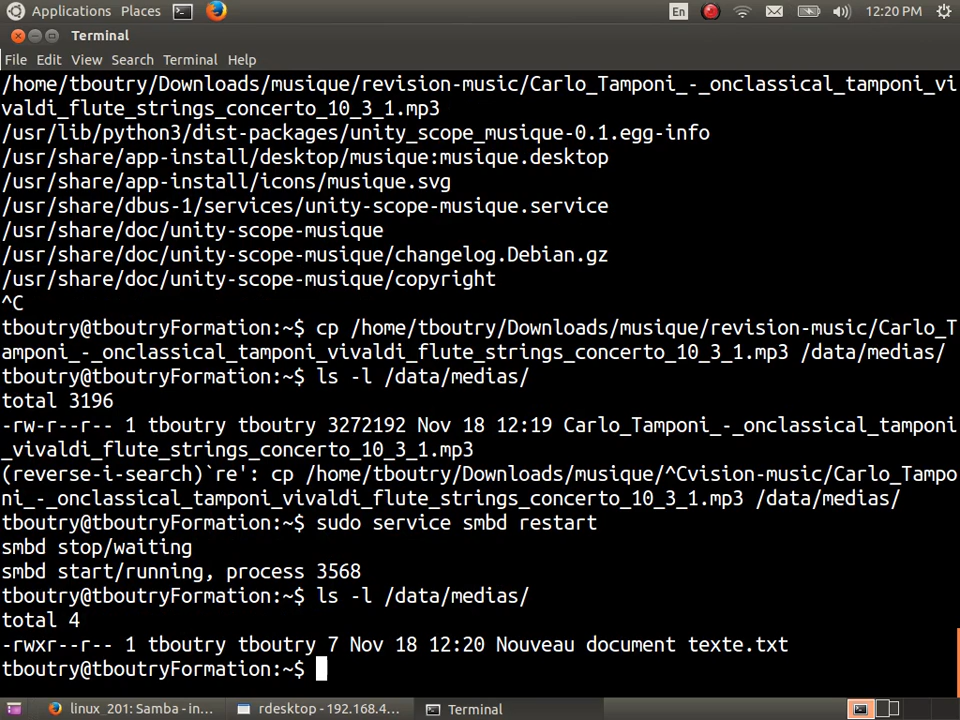 Applications Places En 12:20 PM
Terminal
File Edit View Search Terminal Help
/home/tboutry/Downloads/musique/revision-music/Carlo_Tamponi_-_onclassical_tamponi_vi
valdi_flute_strings_concerto_10_3_1.mp3
/usr/lib/python3/dist-packages/unity_scope_musique-0.1.egg-info
/usr/share/app-install/desktop/musique:musique.desktop
/usr/share/app-install/icons/musique.svg
/usr/share/dbus-1/services/unity-scope-musique.service
/usr/share/doc/unity-scope-musique
/usr/share/doc/unity-scope-musique/changelog.Debian.gz
/usr/share/doc/unity-scope-musique/copyright
^C
tboutry@tboutryFormation:~$ cp /home/tboutry/Downloads/musique/revision-music/Carlo_T
amponi_-_onclassical_tamponi_vivaldi_flute_strings_concerto_10_3_1.mp3 /data/medias/
tboutry@tboutryFormation:~$ ls -l /data/medias/
total 3196
-rw-r--r-- 1 tboutry tboutry 3272192 Nov 18 12:19 Carlo_Tamponi_-_onclassical_tamponi
_vivaldi_flute_strings_concerto_10_3_1.mp3
(reverse-i-search)`re': cp /home/tboutry/Downloads/musique/^Cvision-music/Carlo_Tampo
ni_-_onclassical_tamponi_vivaldi_flute_strings_concerto_10_3_1.mp3 /data/medias/
tboutry@tboutryFormation:~$ sudo service smbd restart
smbd stop/waiting
smbd start/running, process 3568
tboutry@tboutryFormation:~$ ls -l /data/medias/
total 4
-rwxr--r-- 1 tboutry tboutry 7 Nov 18 12:20 Nouveau document texte.txt
tboutry@tboutryFormation:~$
linux_201: Samba - in... rdesktop - 192.168.4... Terminal